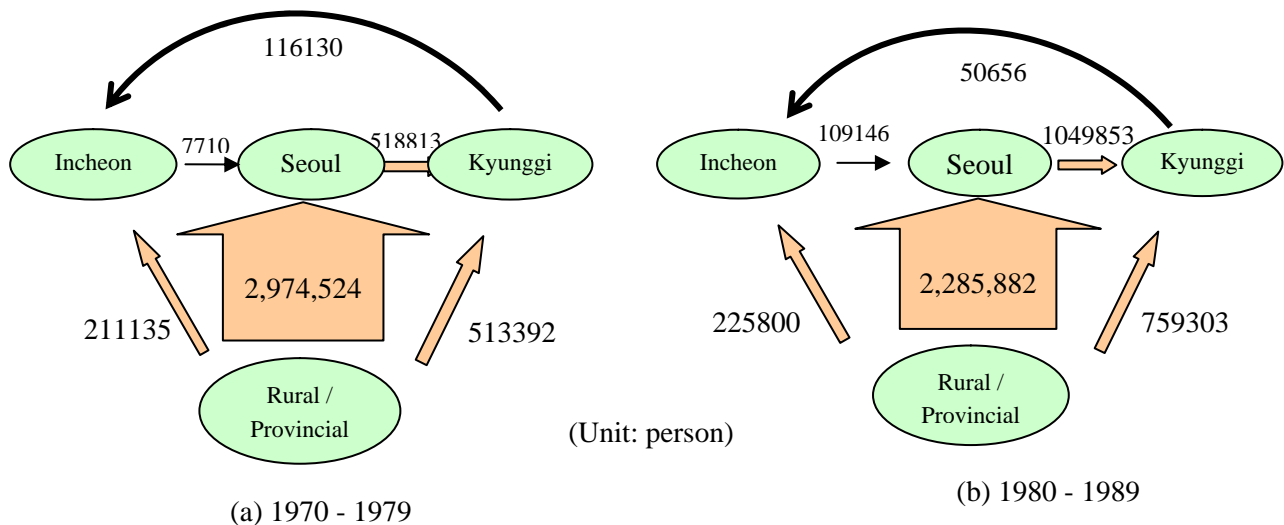 116130
Incheon
7710
Seoul
518813
Kyunggi
2,974,524
211135
513392
Rural /
Provincial
(a) 1970 - 1979
(Unit: person)
50656
Incheon
109146
Seoul
1049853
Kyunggi
2,285,882
225800
759303
Rural /
Provincial
(b) 1980 - 1989